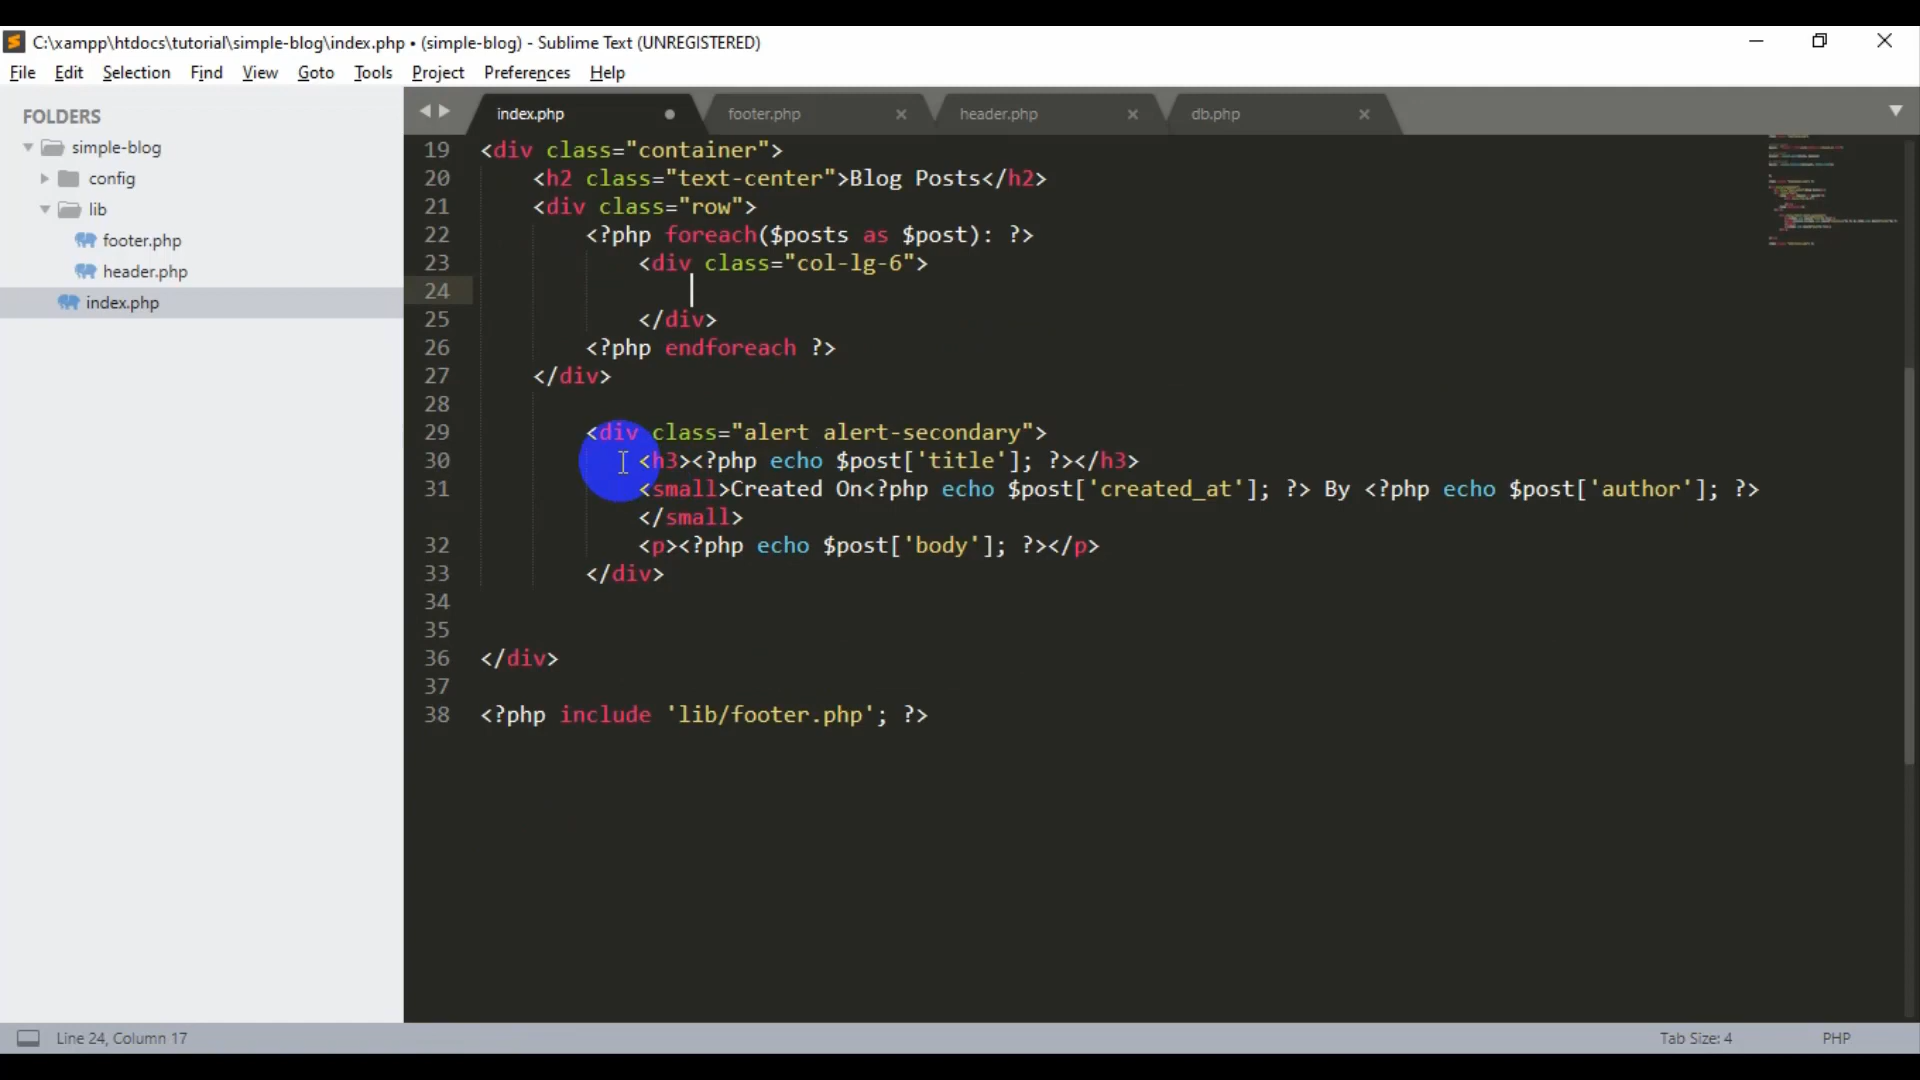 C:\xampp\htdocs\tutorial\simple-blog\index.php • (simple-blog) - Sublime Text (UNREGISTERED)
File Edit Selection Find View Goto Tools Project Preferences Help
FOLDERS
simple-blog
config
lib
footer.php
header.php
index.php
index.php footer.php header.php db.php
19 <div class="container">
20 <h2 class="text-center">Blog Posts</h2>
21 <div class="row">
22 <?php foreach($posts as $post): ?>
23 <div class="col-lg-6">
24
25 </div>
26 <?php endforeach ?>
27 </div>
28
29 <div class="alert alert-secondary">
30 <h3><?php echo $post['title']; ?></h3>
31 <small>Created On<?php echo $post['created_at']; ?> By <?php echo $post['author']; ?>
</small>
32 <p><?php echo $post['body']; ?></p>
33 </div>
34
35
36 </div>
37
38 <?php include 'lib/footer.php'; ?>
Line 24, Column 17 Tab Size: 4 PHP